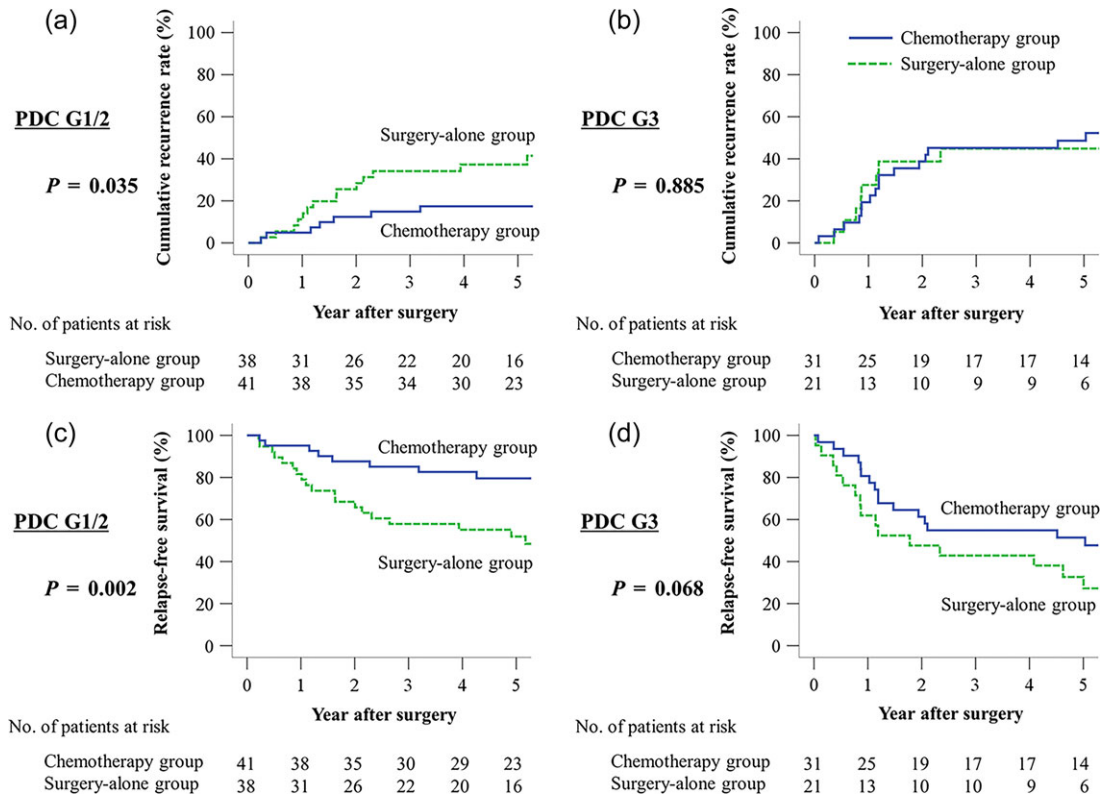 (a)
Cumulative recurrence rate (%)
100
80
60
40
20
0
PDC G1/2
P = 0.035
Surgery-alone group
Chemotherapy group
0 1 2 3 4 5
Year after surgery
No. of patients at risk
Surgery-alone group 38 31 26 22 20 16
Chemotherapy group 41 38 35 34 30 23
(b)
Cumulative recurrence rate (%)
100
80
60
40
20
0
Chemotherapy group
Surgery-alone group
PDC G3
P = 0.885
0 1 2 3 4 5
Year after surgery
No. of patients at risk
Chemotherapy group 31 25 19 17 17 14
Surgery-alone group 21 13 10 9 9 6
(c)
Relapse-free survival (%)
100
80
60
40
20
0
PDC G1/2
P = 0.002
Chemotherapy group
Surgery-alone group
0 1 2 3 4 5
Year after surgery
No. of patients at risk
Chemotherapy group 41 38 35 30 29 23
Surgery-alone group 38 31 26 22 20 16
(d)
Relapse-free survival (%)
100
80
60
40
20
0
PDC G3
P = 0.068
Chemotherapy group
Surgery-alone group
0 1 2 3 4 5
Year after surgery
No. of patients at risk
Chemotherapy group 31 25 19 17 17 14
Surgery-alone group 21 13 10 10 9 6